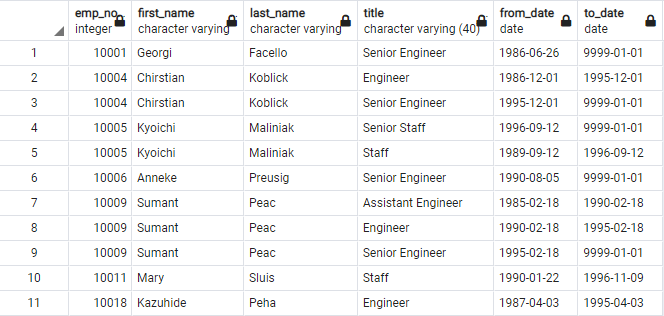 emp_no first_name last_name title from_date to_date
integer character varying character varying character varying (40) date date
1 10001 Georgi Facello Senior Engineer 1986-06-26 9999-01-01
2 10004 Chirstian Koblick Engineer 1986-12-01 1995-12-01
3 10004 Chirstian Koblick Senior Engineer 1995-12-01 9999-01-01
4 10005 Kyoichi Maliniak Senior Staff 1996-09-12 9999-01-01
5 10005 Kyoichi Maliniak Staff 1989-09-12 1996-09-12
6 10006 Anneke Preusig Senior Engineer 1990-08-05 9999-01-01
7 10009 Sumant Peac Assistant Engineer 1985-02-18 1990-02-18
8 10009 Sumant Peac Engineer 1990-02-18 1995-02-18
9 10009 Sumant Peac Senior Engineer 1995-02-18 9999-01-01
10 10011 Mary Sluis Staff 1990-01-22 1996-11-09
11 10018 Kazuhide Peha Engineer 1987-04-03 1995-04-03